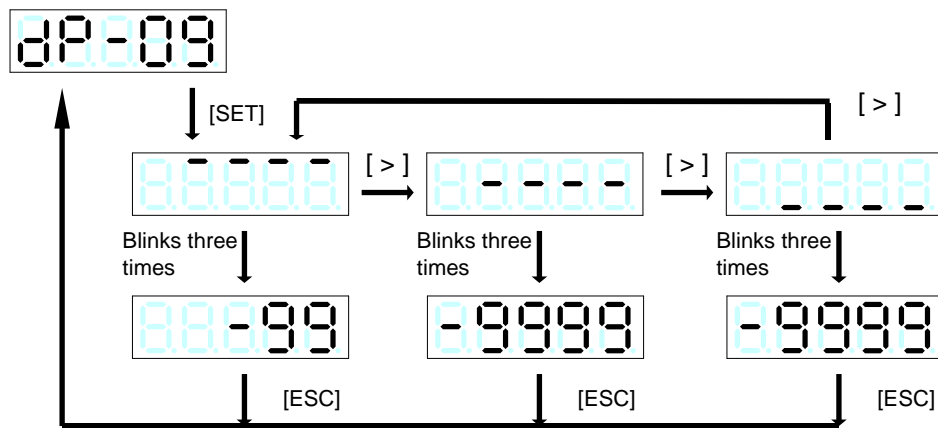 dP-09
[SET]
[ > ]
- - - -
[ > ]
- - - -
[ > ]
_ _ _ _
Blinks three
times
Blinks three
times
Blinks three
times
-99
-9999
-9999
[ESC]
[ESC]
[ESC]